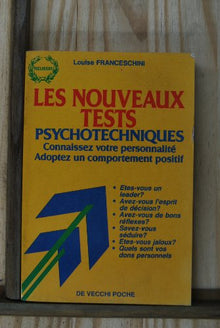 Louise FRANCESCHINI
LES NOUVEAUX
TESTS
PSYCHOTECHNIQUES
Connaissez votre personnalité
Adoptez un comportement positif
• Etes-vous un
leader?
• Avez-vous l'esprit
de décision?
• Avez-vous de bons
réflexes?
• Savez-vous
séduire?
• Etes-vous jaloux?
• Quels sont vos
dons personnels
DE VECCHI POCHE